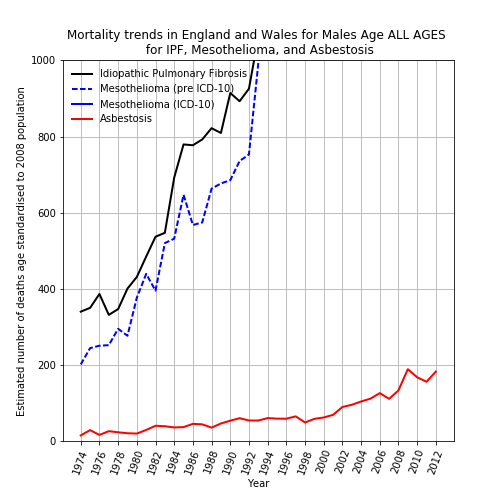 Mortality trends in England and Wales for Males Age ALL AGES
for IPF, Mesothelioma, and Asbestosis
1000
800
600
400
200
0
Estimated number of deaths age standardised to 2008 population
Idiopathic Pulmonary Fibrosis
Mesothelioma (pre ICD-10)
Mesothelioma (ICD-10)
Asbestosis
1974 1976 1978 1980 1982 1984 1986 1988 1990 1992 1994 1996 1998 2000 2002 2004 2006 2008 2010 2012
Year